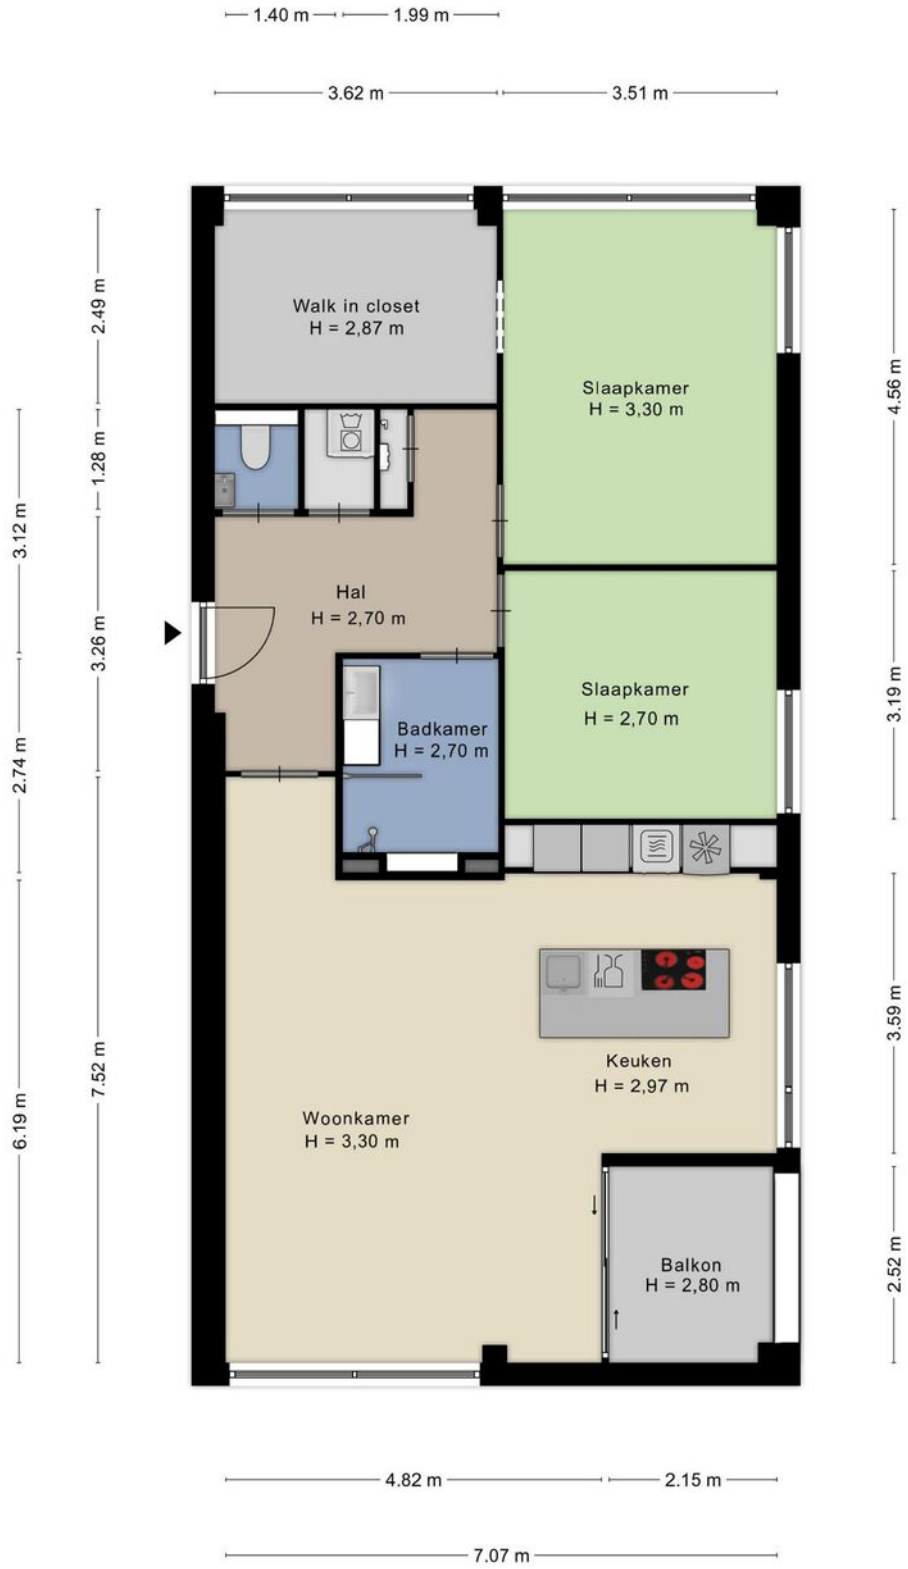 1.40 m
1.99 m
3.62 m
3.51 m
2.49 m
1.28 m
3.12 m
3.26 m
2.74 m
7.52 m
6.19 m
4.56 m
3.19 m
3.59 m
2.52 m
Walk in closet
H = 2,87 m
Slaapkamer
H = 3,30 m
Hal
H = 2,70 m
Slaapkamer
H = 2,70 m
Badkamer
H = 2,70 m
Keuken
H = 2,97 m
Woonkamer
H = 3,30 m
Balkon
H = 2,80 m
4.82 m
2.15 m
7.07 m